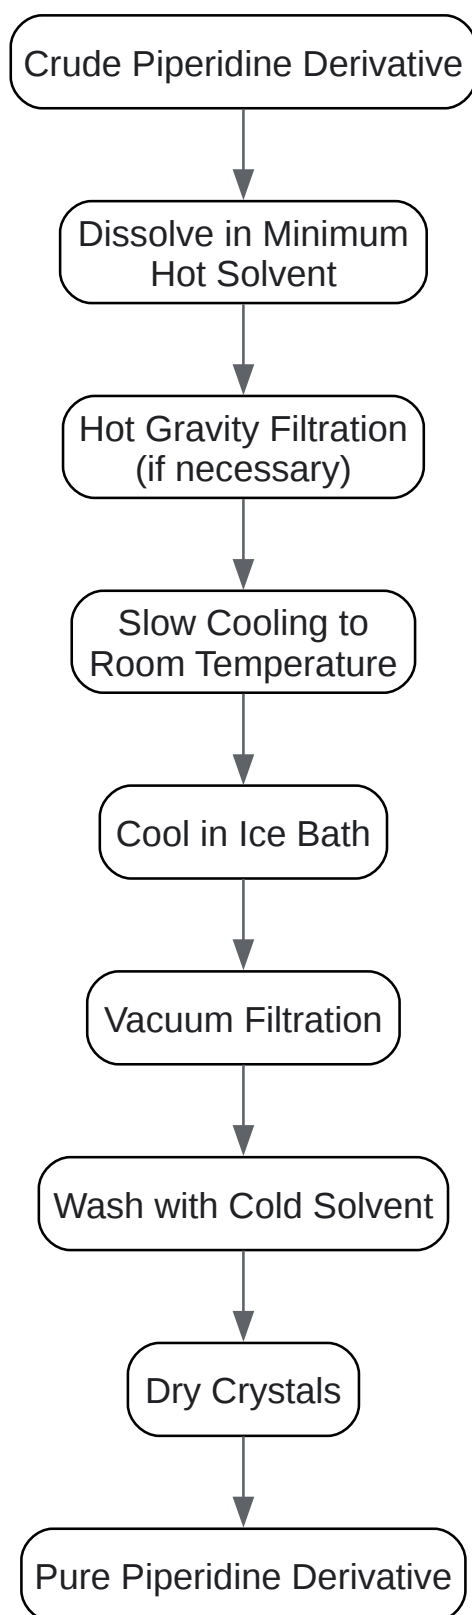 Crude Piperidine Derivative
Dissolve in Minimum
Hot Solvent
Hot Gravity Filtration
(if necessary)
Slow Cooling to
Room Temperature
Cool in Ice Bath
Vacuum Filtration
Wash with Cold Solvent
Dry Crystals
Pure Piperidine Derivative